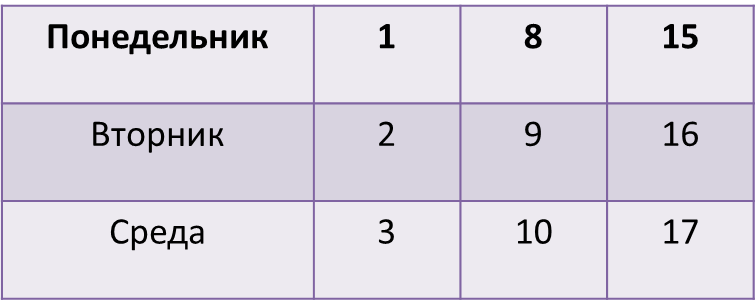 Понедельник 1 8 15
Вторник 2 9 16
Среда 3 10 17